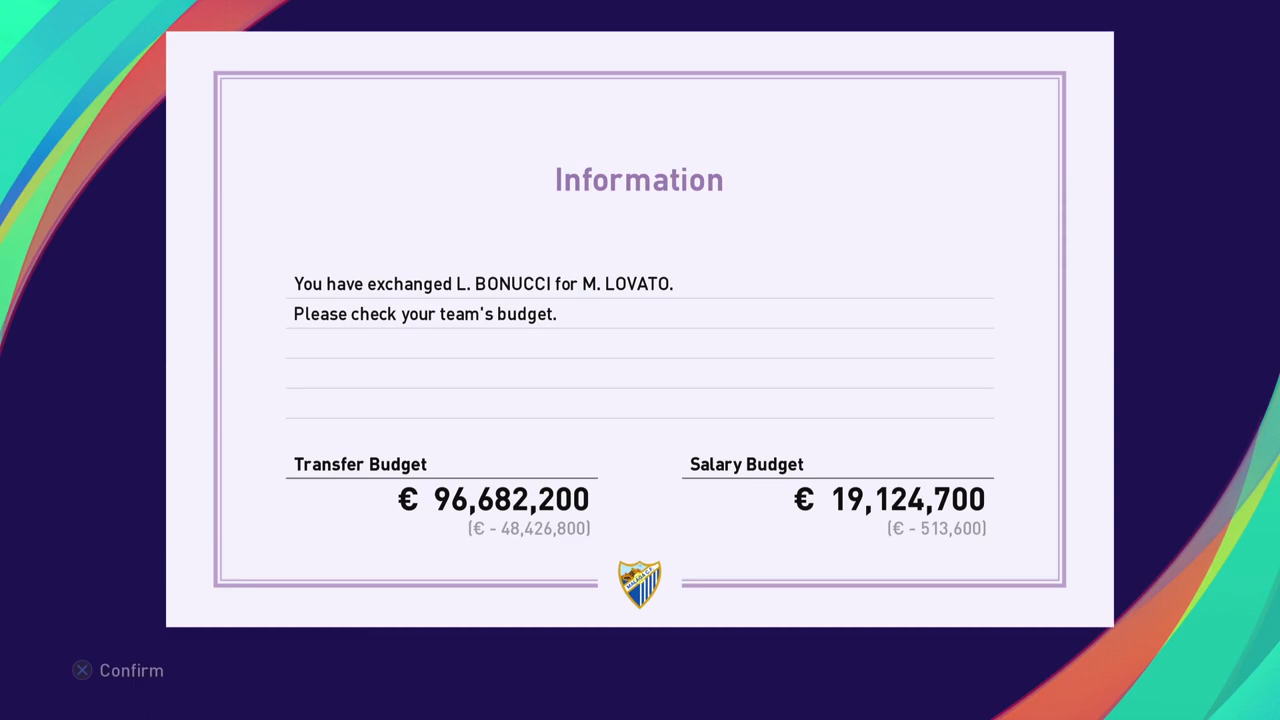 Information
You have exchanged L. BONUCCI for M. LOVATO.
Please check your team's budget.
Transfer Budget
€ 96,682,200
(€ - 48,426,800)
Salary Budget
€ 19,124,700
(€ - 513,600)
MALAGA C.F.
Confirm